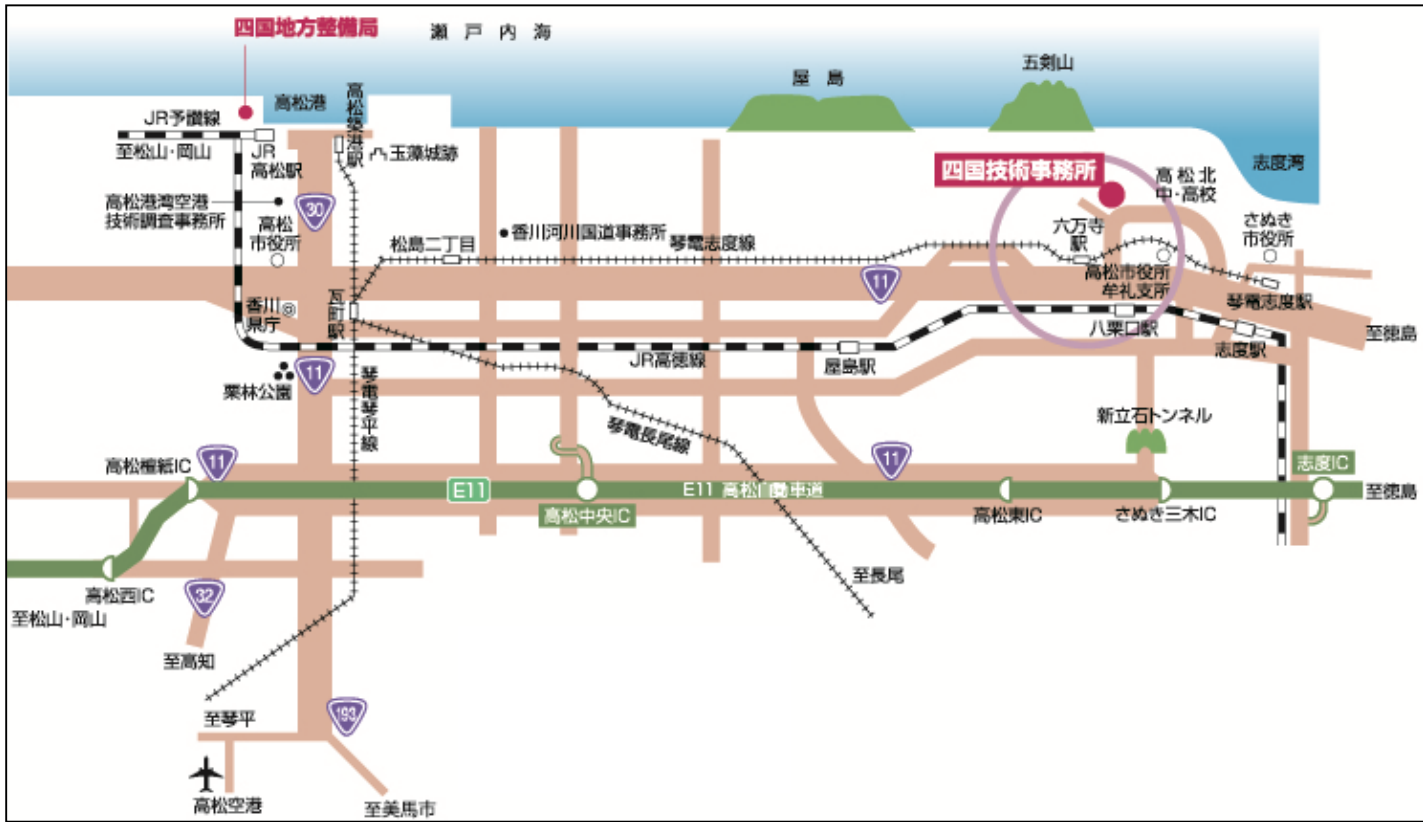 四国地方整備局
瀬戸内海
五剣山
屋島
高松港
高松築港駅
JR予讃線
至松山・岡山
JR
高松駅
玉藻城跡
志度湾
四国技術事務所
高松北
中・高校
高松港湾空港
技術調査事務所
30
高松
市役所
香川河川国道事務所
松島二丁目
琴電志度線
六万寺
駅
さぬき
市役所
11
高松市役所
牟礼支所
琴電志度駅
香川
県庁
瓦町駅
八栗口駅
志度駅
至徳島
JR高徳線
屋島駅
11
栗林公園
琴電琴平線
琴電長尾線
新立石トンネル
高松檀紙IC
11
11
志度IC
E11
E11 高松自動車道
至徳島
高松中央IC
高松東IC
さぬき三木IC
高松西IC
32
至長尾
至松山・岡山
至高知
至琴平
193
高松空港
至美馬市